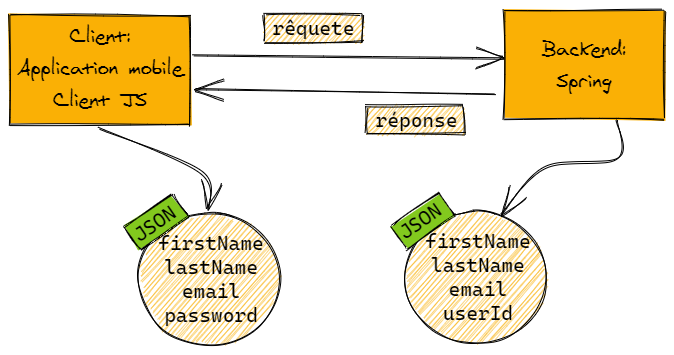 Client:
Application mobile
Client JS
rêquete
Backend:
Spring
réponse
JSON
firstName
lastName
email
password
JSON
firstName
lastName
email
userId